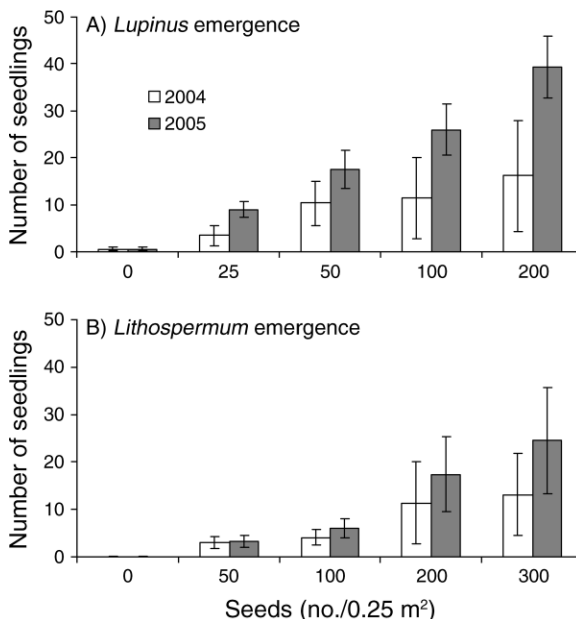 A) Lupinus emergence
Number of seedlings
50
40
30
20
10
0
2004
2005
0 25 50 100 200
B) Lithospermum emergence
Number of seedlings
50
40
30
20
10
0
0 50 100 200 300
Seeds (no./0.25 m²)